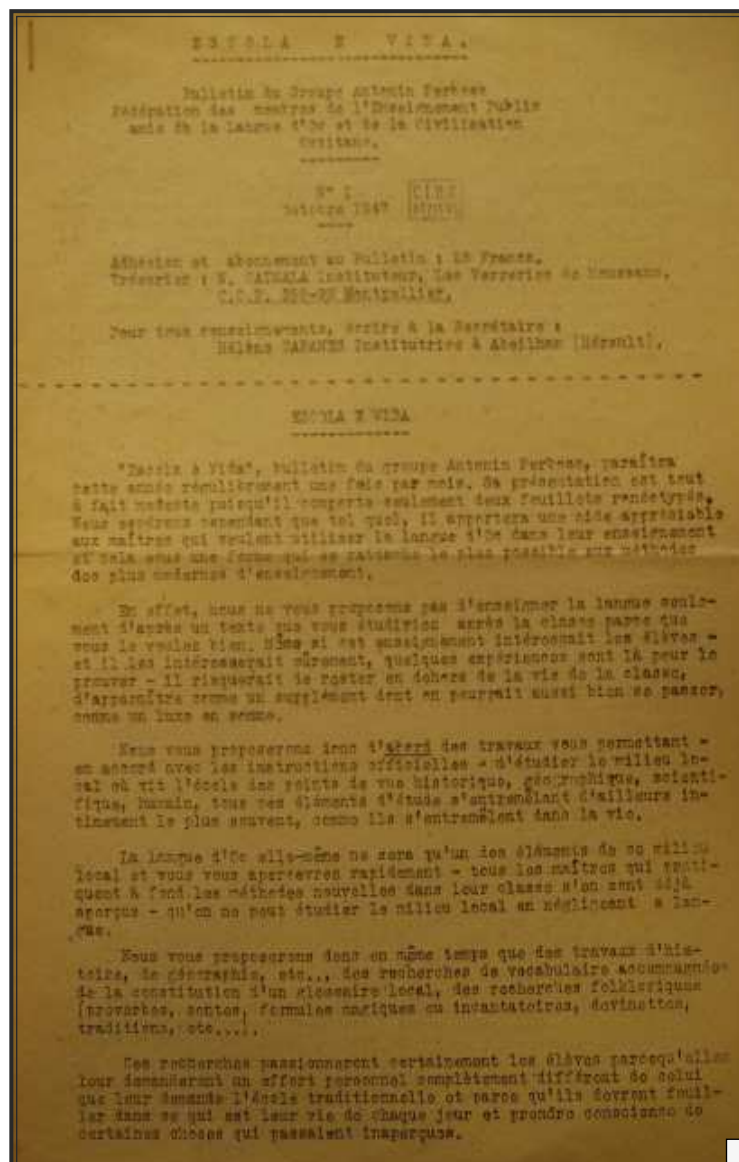 ESCOLA E VIDA.
Bulletin du Groupe Antonin Perbosc
Fédération des maîtres de l'Enseignement Public
amis de la Langue d'Oc et de la Civilisation
Occitane.
N° 1
octobre 1947
Adhésion et abonnement au Bulletin : Francs.
Trésorier : Instituteur, Les Verreries de Moussans.
C.C.P. Montpellier.
Pour tous renseignements, écrire à la Secrétaire :
Hélène CABANES Institutrice à Abeilhan (Hérault).
ESCOLA E VIDA
"Escola e Vida", bulletin du groupe Antonin Perbosc, paraîtra
cette année régulièrement une fois par mois. Sa présentation est tout
à fait modeste puisqu'il comporte seulement deux feuillets ronéotypés.
Nous espérons cependant que tel quel, il apportera une aide appréciable
aux maîtres qui veulent utiliser la langue d'Oc dans leur enseignement
et cela sous une forme qui se rattache le plus possible aux méthodes
des plus modernes d'enseignement.
En effet, nous ne vous proposons pas d'enseigner la langue seule-
ment d'après un texte que vous étudiriez après la classe parce que
vous le voulez bien. Même si cet enseignement intéressait les élèves -
et il les intéresserait sûrement, quelques expériences sont là pour le
prouver - il risquerait de rester en dehors de la vie de la classe,
d'apparaître comme un supplément dont on pourrait aussi bien se passer,
comme un luxe en somme.
Nous vous proposerons donc d'abord des travaux vous permettant -
en accord avec les instructions officielles - d'étudier le milieu lo-
cal où vit l'école des points de vue historique, géographique, scienti-
fique, humain, tous ces éléments d'étude s'entremêlant d'ailleurs in-
timement le plus souvent, comme ils s'entremêlent dans la vie.
La langue d'Oc elle-même ne sera qu'un des éléments de ce milieu
local et vous vous apercevrez rapidement - tous les maîtres qui prati-
quent à fond les méthodes nouvelles dans leur classe s'en sont déjà
aperçus - qu'on ne peut étudier le milieu local en négligeant a lan-
gue.
Nous vous proposerons donc en même temps que des travaux d'his-
toire, de géographie, etc.., des recherches de vocabulaire accompagnées
de la constitution d'un glossaire local, des recherches folkloriques
(proverbes, contes, formules magiques ou incantatoires, devinettes,
traditions, etc...).
Ces recherches passionneront certainement les élèves parcequ'elles
leur demanderont un effort personnel complètement différent de celui
que leur demande l'école traditionnelle et parce qu'ils devront fouil-
ler dans ce qui est leur vie de chaque jour et prendre conscience de
certaines choses qui passaient inaperçues.